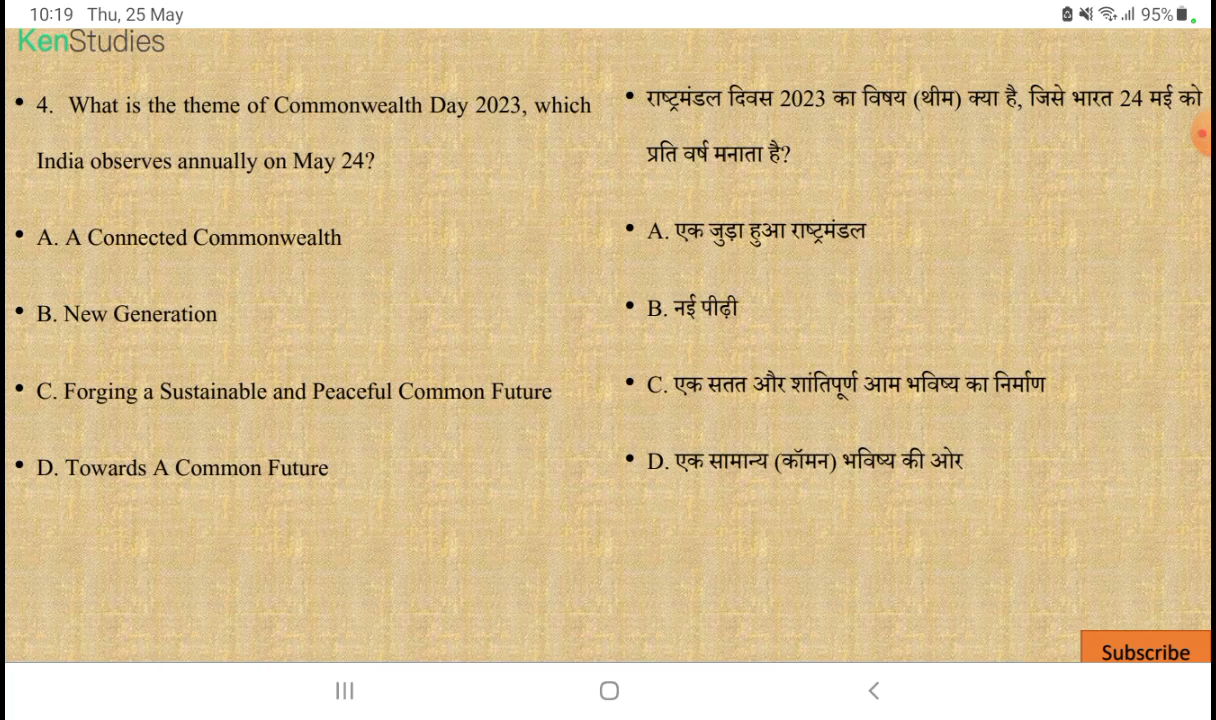 10:19 Thu, 25 May
95%
KenStudies
• 4. What is the theme of Commonwealth Day 2023, which
India observes annually on May 24?
• A. A Connected Commonwealth
• B. New Generation
• C. Forging a Sustainable and Peaceful Common Future
• D. Towards A Common Future
• राष्ट्रमंडल दिवस 2023 का विषय (थीम) क्या है, जिसे भारत 24 मई को
प्रति वर्ष मनाता है?
• A. एक जुड़ा हुआ राष्ट्रमंडल
• B. नई पीढ़ी
• C. एक सतत और शांतिपूर्ण आम भविष्य का निर्माण
• D. एक सामान्य (कॉमन) भविष्य की ओर
Subscribe